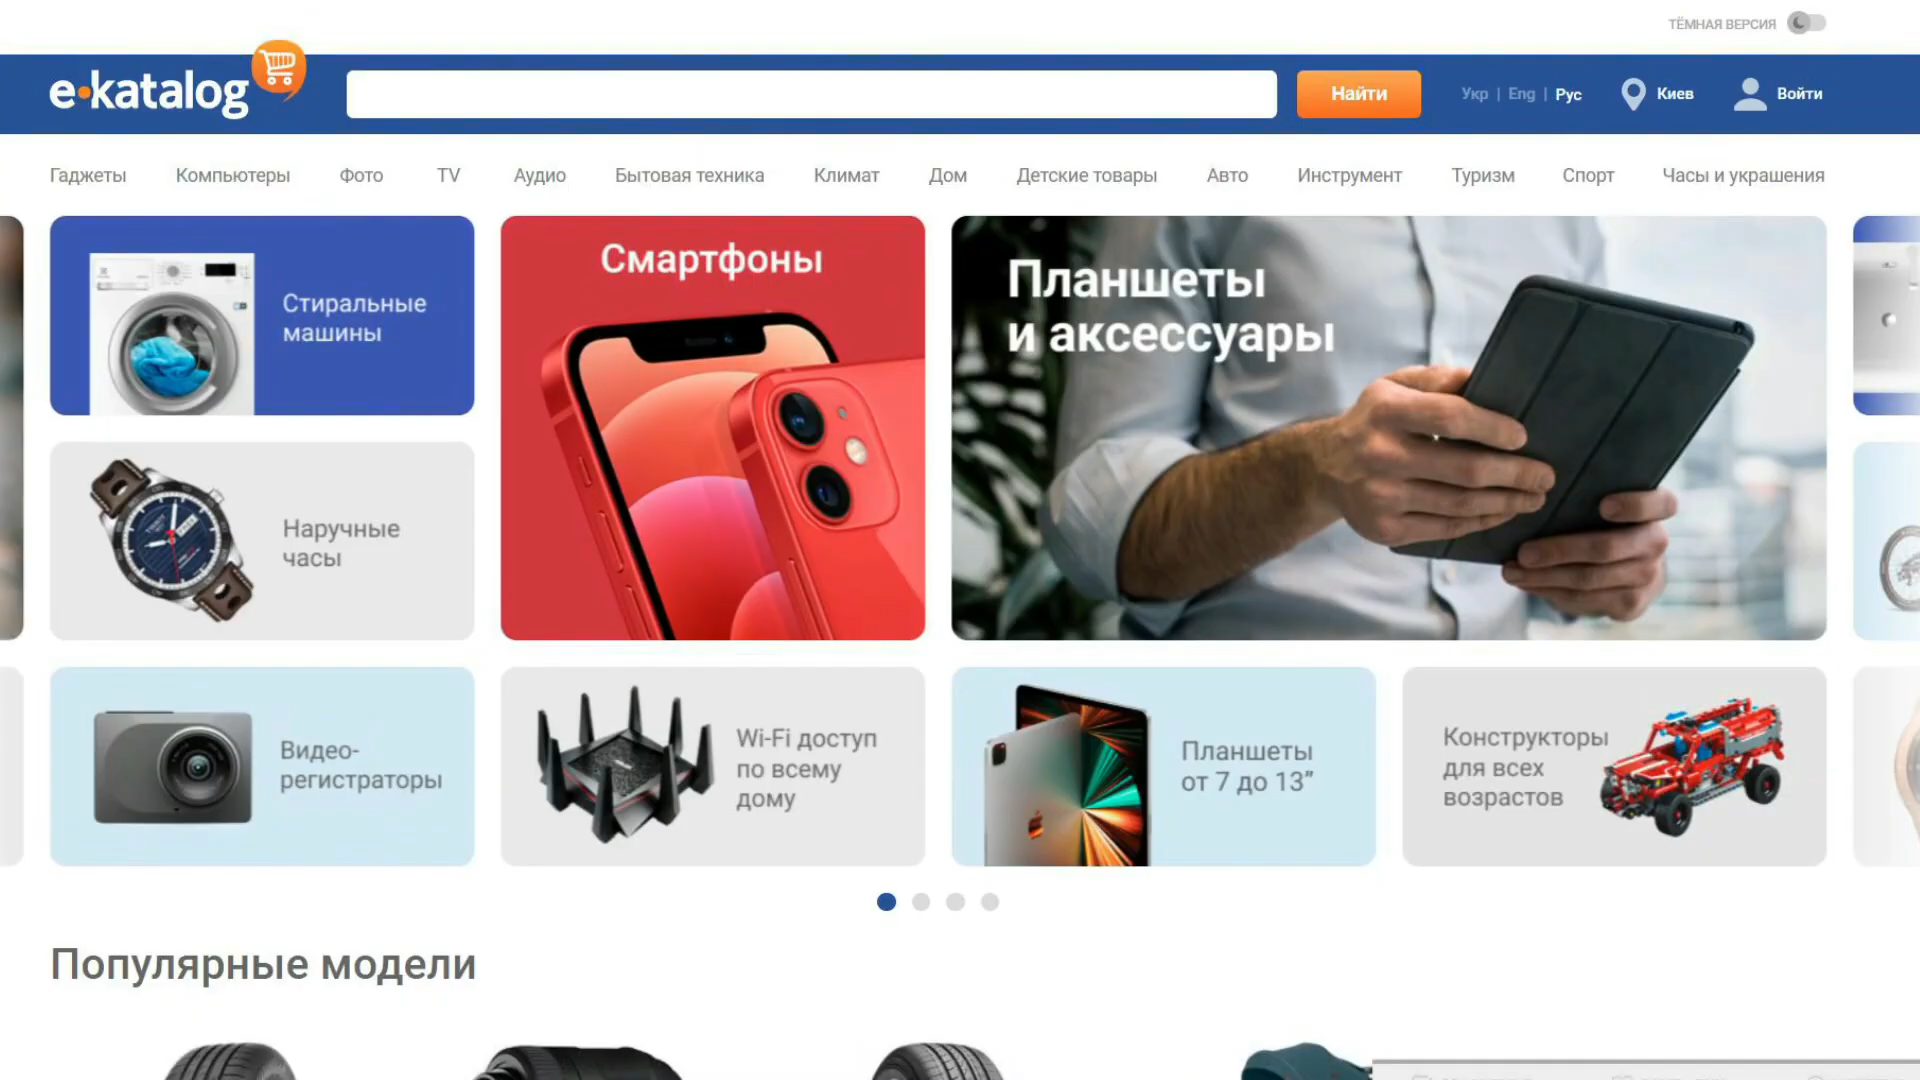 ТЁМНАЯ ВЕРСИЯ
e-katalog
Найти
Укр | Eng | Рус
Киев
Войти
Гаджеты Компьютеры Фото TV Аудио Бытовая техника Климат Дом Детские товары Авто Инструмент Туризм Спорт Часы и украшения
Стиральные
машины
Смартфоны
Планшеты
и аксессуары
Наручные
часы
Видео-
регистраторы
Wi-Fi доступ
по всему
дому
Планшеты
от 7 до 13”
Конструкторы
для всех
возрастов
Популярные модели